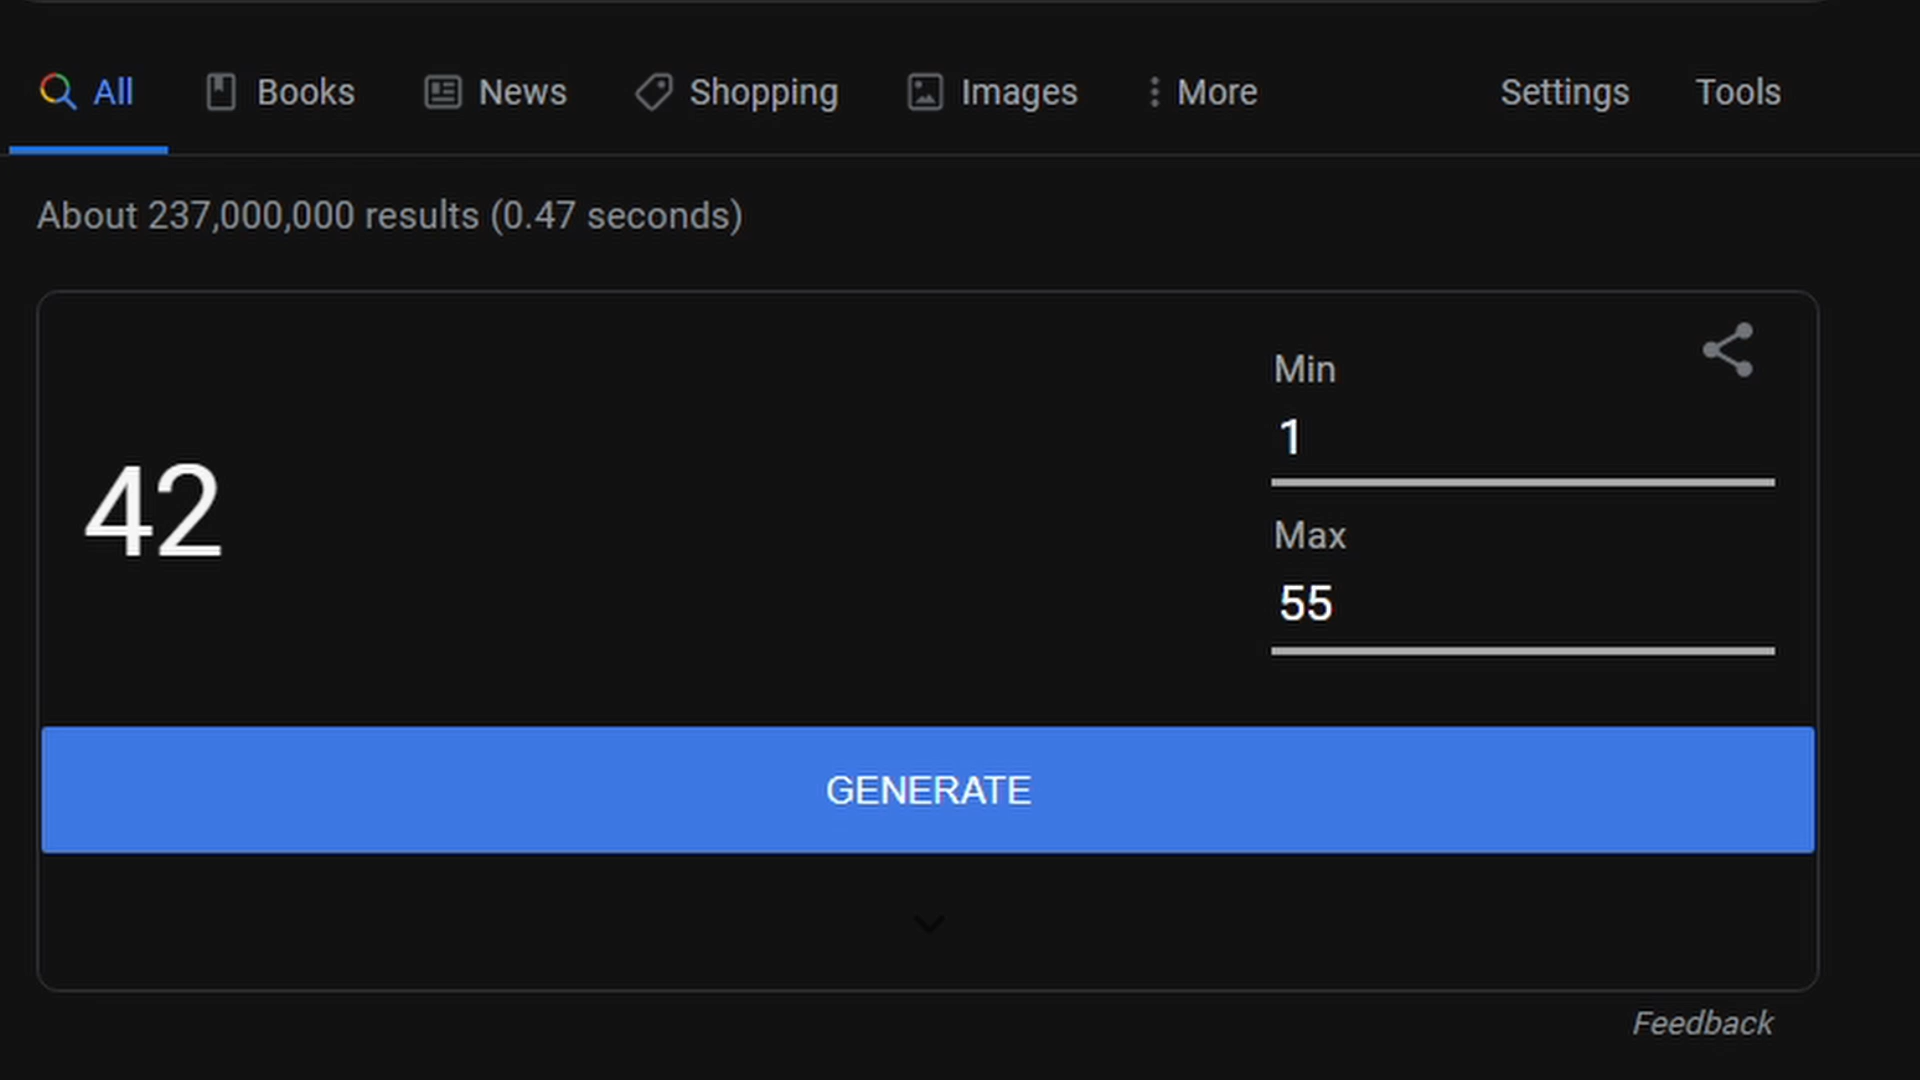 All Books News Shopping Images More Settings Tools
About 237,000,000 results (0.47 seconds)
Min
1
42
Max
55
GENERATE
Feedback